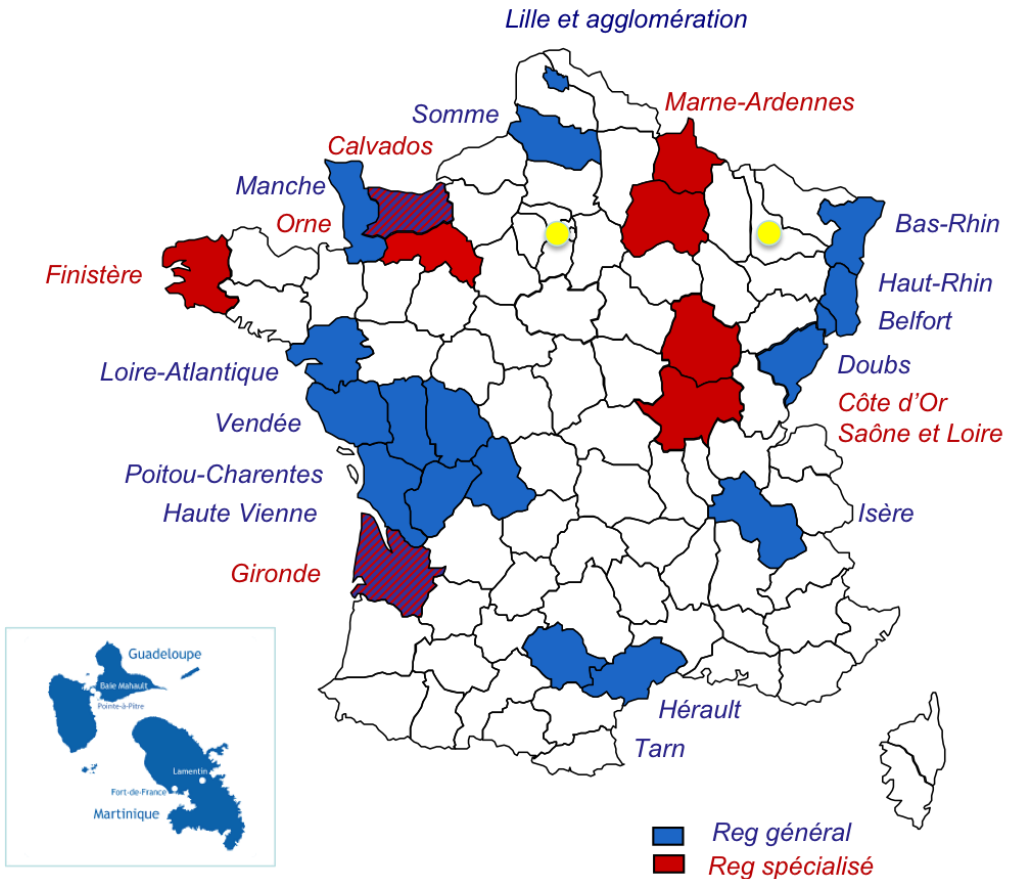 Lille et agglomération
Marne-Ardennes
Somme
Calvados
Manche
Orne
Bas-Rhin
Finistère
Haut-Rhin
Belfort
Loire-Atlantique
Doubs
Côte d'Or
Vendée
Saône et Loire
Poitou-Charentes
Haute Vienne
Isère
Gironde
Guadeloupe
Baie Mahault
Pointe-à-Pitre
Hérault
Tarn
Lamentin
Fort-de-France
Martinique
Reg général
Reg spécialisé